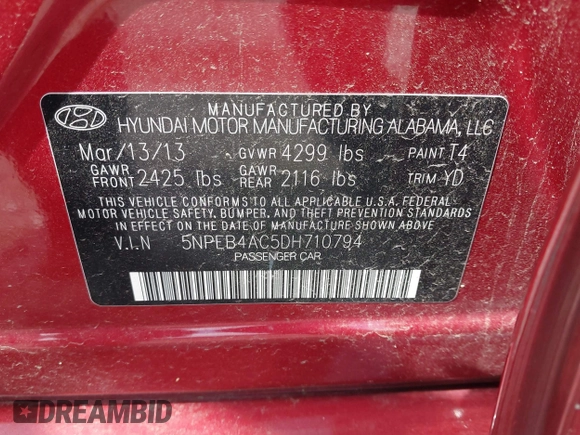 MANUFACTURED BY
HYUNDAI MOTOR MANUFACTURING ALABAMA, LLC
Mar/13/13 GVWR 4299 lbs PAINT T4
GAWR FRONT 2425 lbs GAWR REAR 2116 lbs TRIM YD
THIS VEHICLE CONFORMS TO ALL APPLICABLE U.S.A. FEDERAL
MOTOR VEHICLE SAFETY, BUMPER, AND THEFT PREVENTION STANDARDS
IN EFFECT ON THE DATE OF MANUFACTURE SHOWN ABOVE
V.I.N 5NPEB4AC5DH710794
PASSENGER CAR
DREAMBID